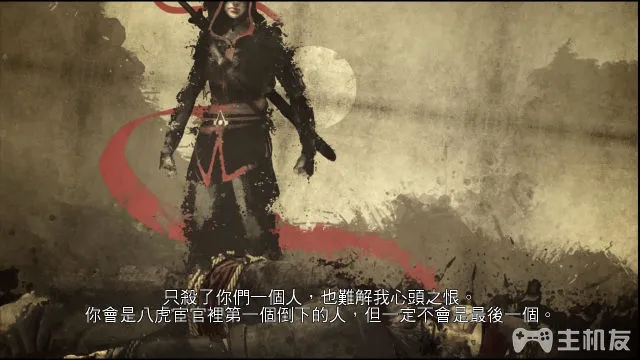 只殺了你們一個人，也難解我心頭之恨。
你會是八虎宦官裡第一個倒下的人，但一定不會是最後一個。
主机友